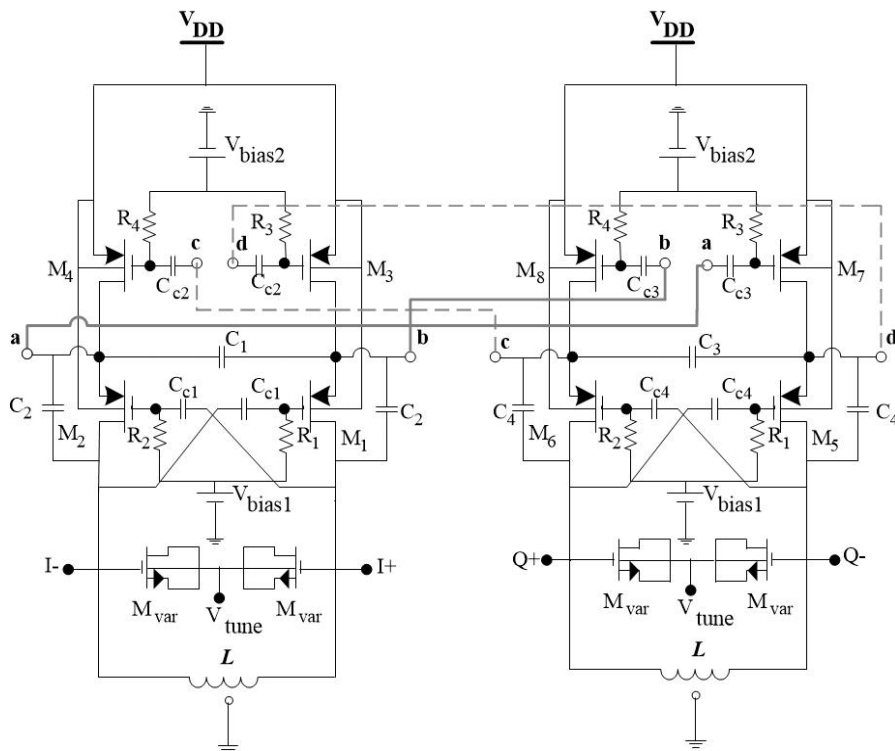 VDD VDD
Vbias2 Vbias2
R4 R3 R4 R3
c d b a
M4 Cc2 Cc2 M3 M8 Cc3 Cc3 M7
a C1 b c C3 d
C2 Cc1 Cc1 C2 C4 Cc4 Cc4 C4
M2 R2 R1 M1 M6 R2 R1 M5
Vbias1 Vbias1
I- I+ Q+ Q-
Mvar Mvar Mvar Mvar
Vtune Vtune
L L